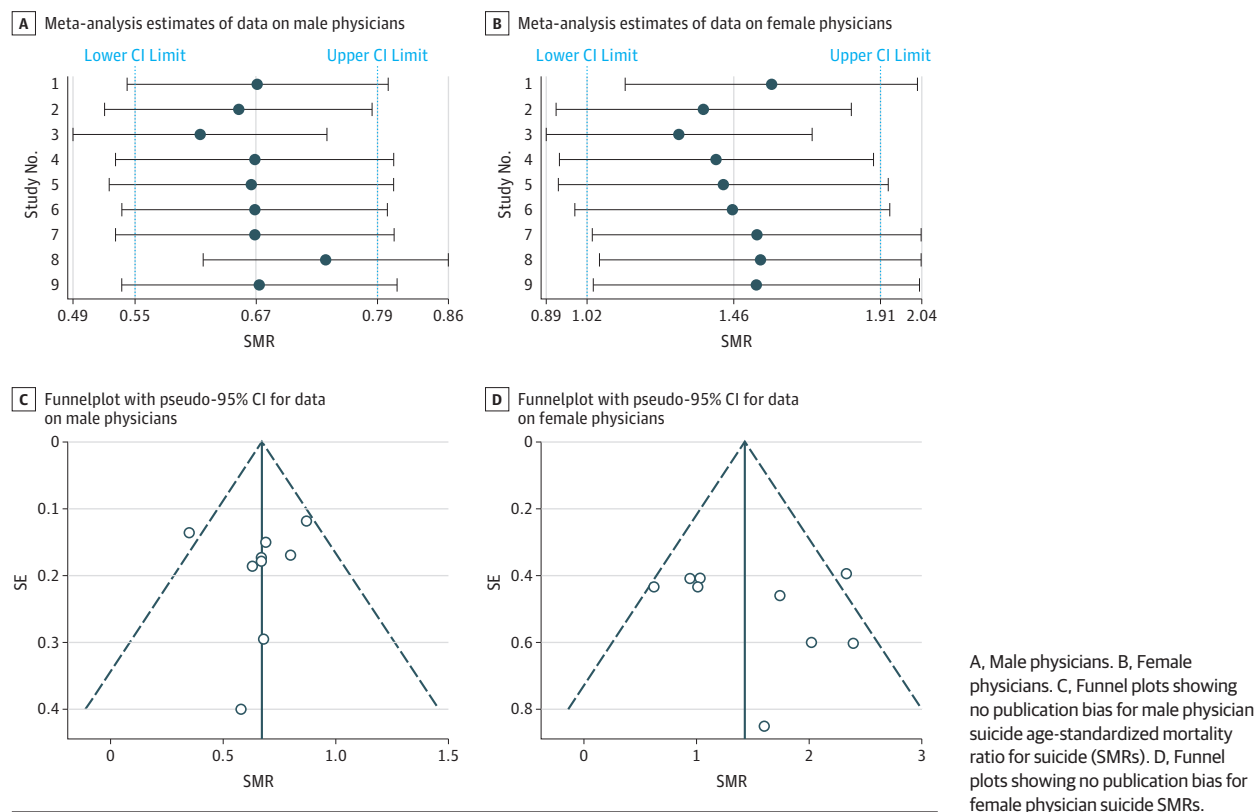 A Meta-analysis estimates of data on male physicians
Lower CI Limit
Upper CI Limit
Study No.
1
2
3
4
5
6
7
8
9
0.49 0.55 0.67 0.79 0.86
SMR
B Meta-analysis estimates of data on female physicians
Lower CI Limit
Upper CI Limit
Study No.
1
2
3
4
5
6
7
8
9
0.89 1.02 1.46 1.91 2.04
SMR
C Funnelplot with pseudo-95% CI for data
on male physicians
SE
0
0.1
0.2
0.3
0.4
0 0.5 1.0 1.5
SMR
D Funnelplot with pseudo-95% CI for data
on female physicians
SE
0
0.2
0.4
0.6
0.8
0 1 2 3
SMR
A, Male physicians. B, Female
physicians. C, Funnel plots showing
no publication bias for male physician
suicide age-standardized mortality
ratio for suicide (SMRs). D, Funnel
plots showing no publication bias for
female physician suicide SMRs.